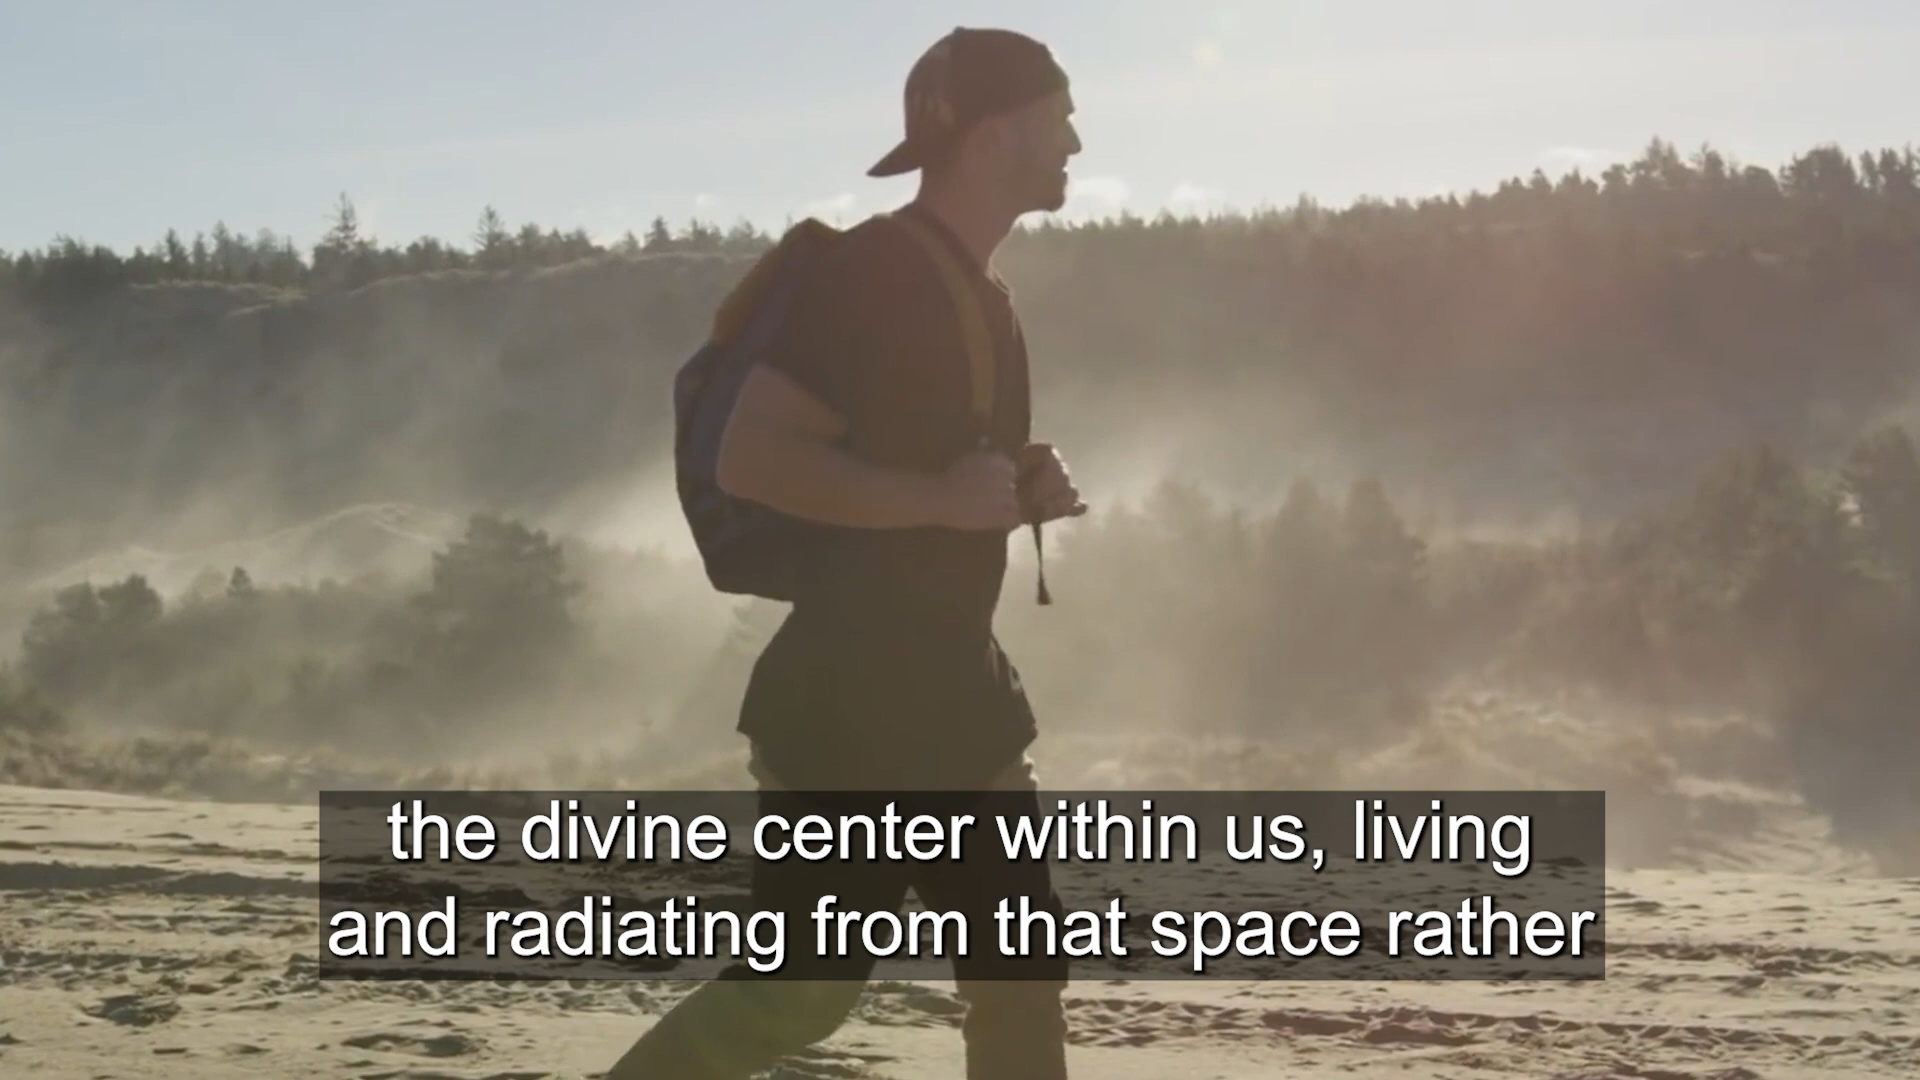 the divine center within us, living
and radiating from that space rather